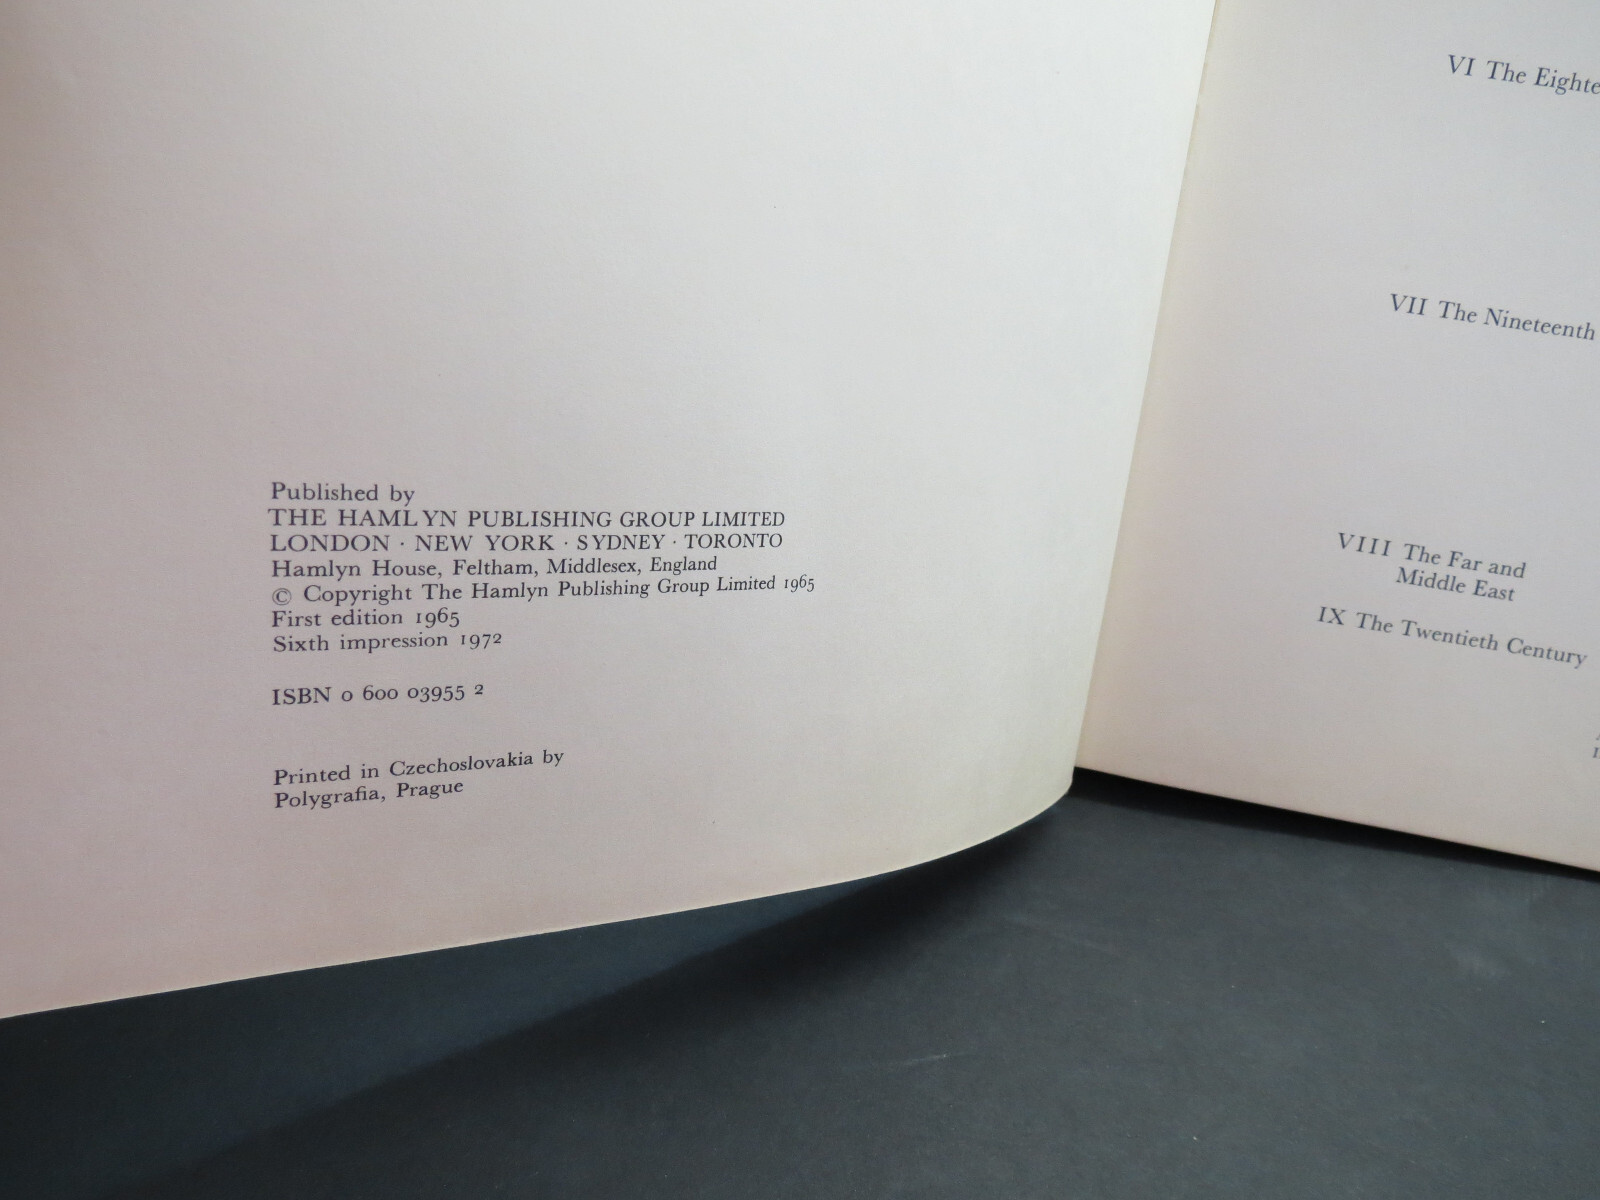 Published by
THE HAMLYN PUBLISHING GROUP LIMITED
LONDON · NEW YORK · SYDNEY · TORONTO
Hamlyn House, Feltham, Middlesex, England
© Copyright The Hamlyn Publishing Group Limited 1965
First edition 1965
Sixth impression 1972
ISBN 0 600 03955 2
Printed in Czechoslovakia by
Polygrafia, Prague
VI The Eighte
VII The Nineteenth
VIII The Far and
Middle East
IX The Twentieth Century